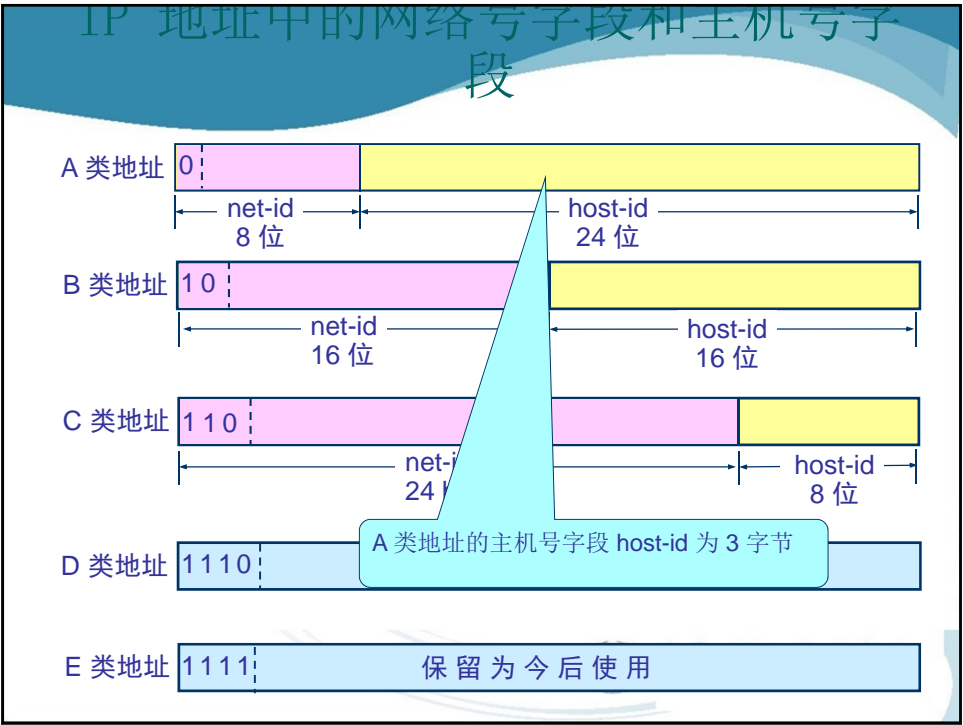 IP 地址中的网络号字段和主机号字
段
A 类地址
0
net-id
8 位
host-id
24 位
B 类地址
1 0
net-id
16 位
host-id
16 位
C 类地址
1 1 0
net-i
24
host-id
8 位
A 类地址的主机号字段 host-id 为 3 字节
D 类地址
1 1 1 0
E 类地址
1 1 1 1
保 留 为 今 后 使 用